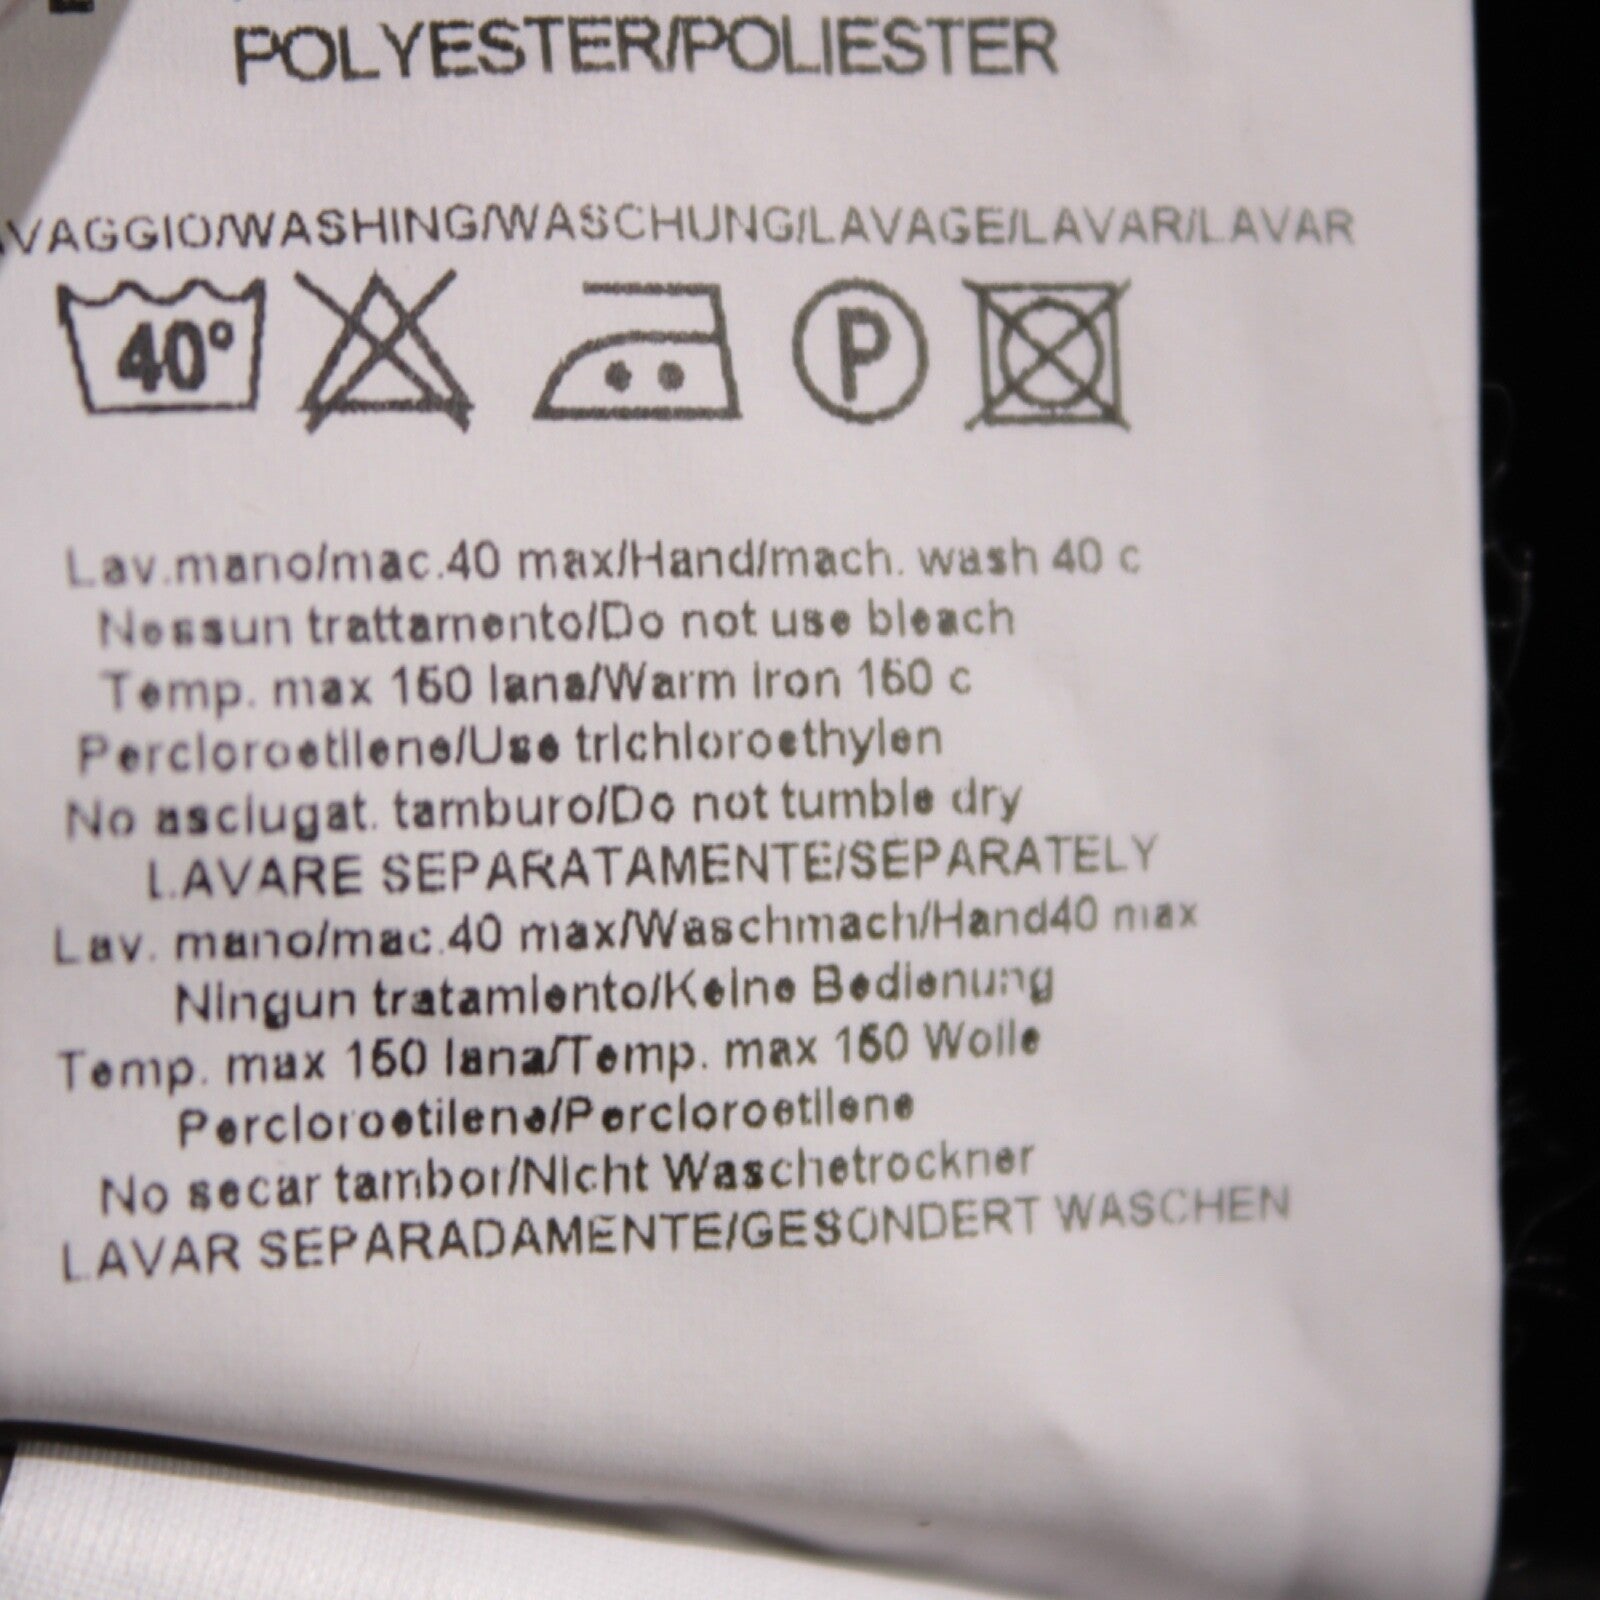 POLYESTER/POLIESTER
VAGGIO/WASHING/WASCHUNG/LAVAGE/LAVAR/LAVAR
40° P
Lav.mano/mac.40 max/Hand/mach. wash 40 c
Nessun trattamento/Do not use bleach
Temp. max 150 lana/Warm iron 150 c
Percloroetilene/Use trichloroethylen
No asciugat. tamburo/Do not tumble dry
LAVARE SEPARATAMENTE/SEPARATELY
Lav. mano/mac.40 max/Waschmach/Hand40 max
Ningun tratamiento/Keine Bedienung
Temp. max 150 lana/Temp. max 150 Wolle
Percloroetilene/Percloroetilene
No secar tambor/Nicht Waschetrockner
LAVAR SEPARADAMENTE/GESONDERT WASCHEN